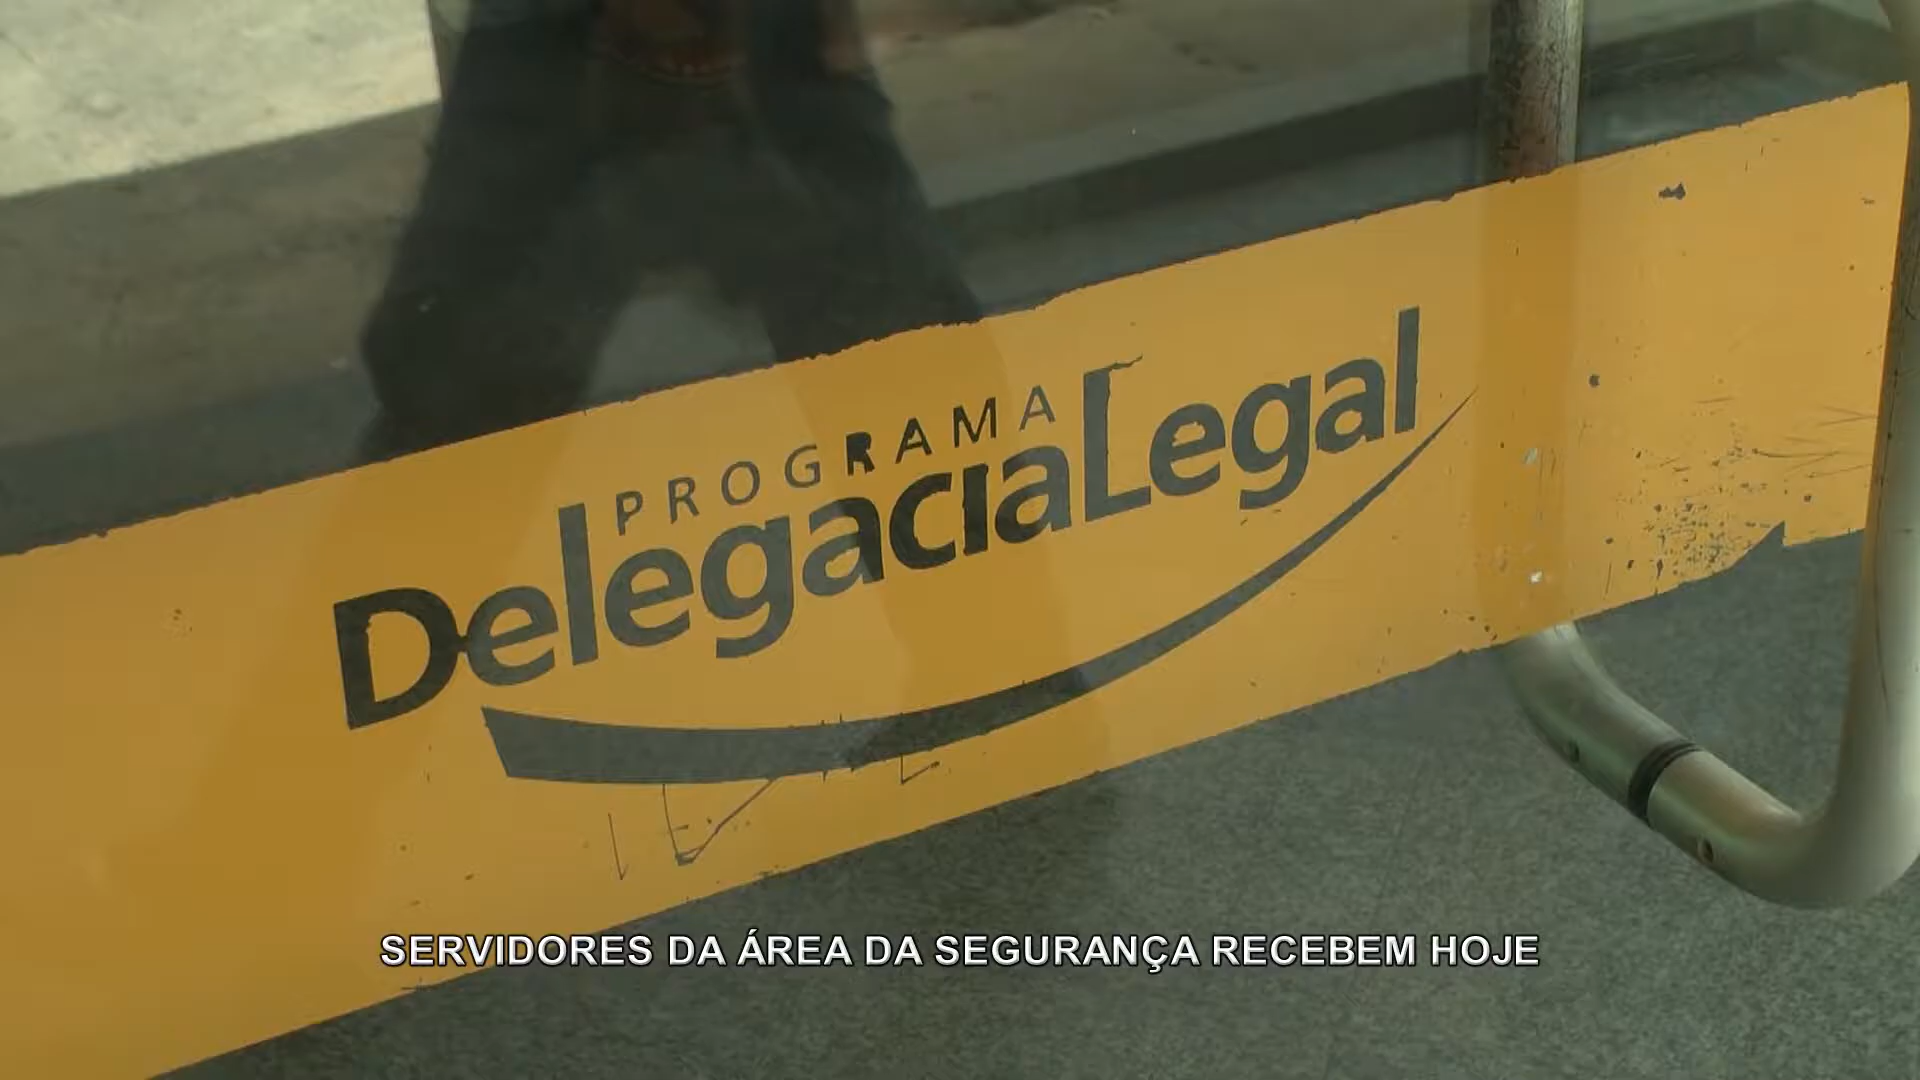 PROGRAMA
DelegaciaLegal
SERVIDORES DA ÁREA DA SEGURANÇA RECEBEM HOJE